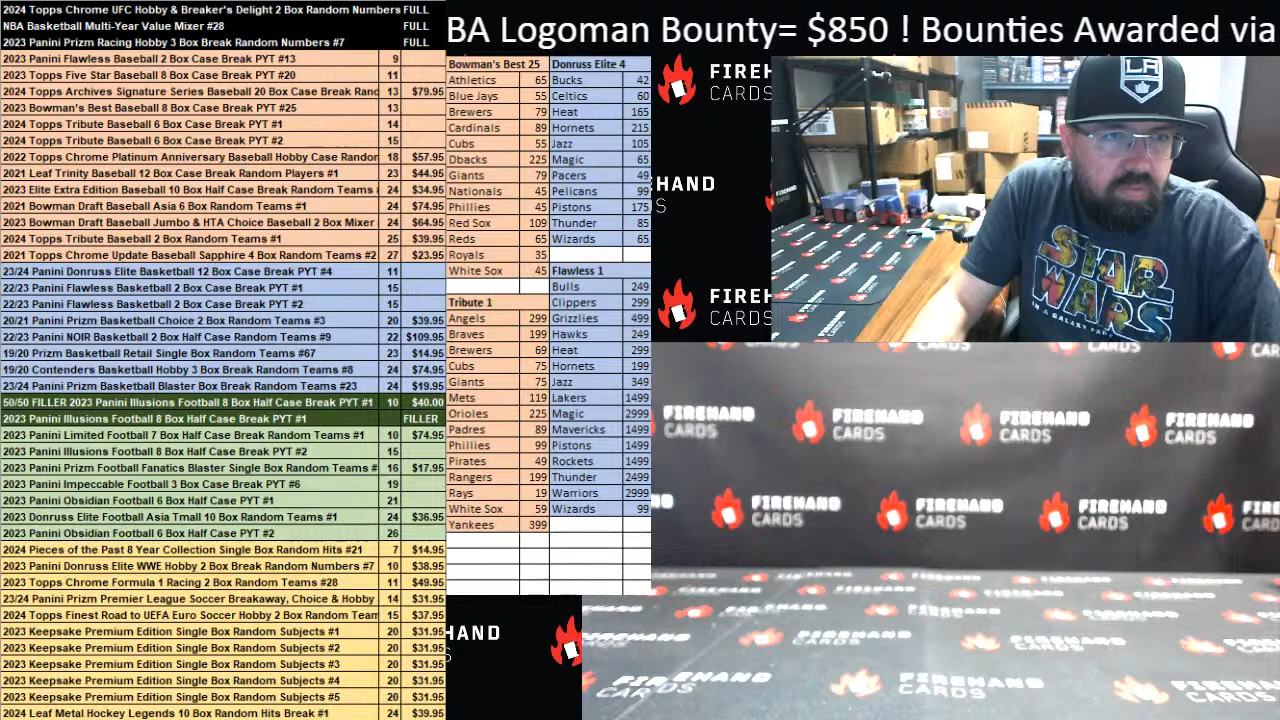 2024 Topps Chrome UFC Hobby & Breaker's Delight 2 Box Random Numbers FULL
NBA Basketball Multi-Year Value Mixer #28 FULL
2023 Panini Prizm Racing Hobby 3 Box Break Random Numbers #7 FULL
2023 Panini Flawless Baseball 2 Box Case Break PYT #13 9
2023 Topps Five Star Baseball 8 Box Case Break PYT #20 11
2024 Topps Archives Signature Series Baseball 20 Box Case Break Ranc 13 $79.95
2023 Bowman's Best Baseball 8 Box Case Break PYT #25 13
2024 Topps Tribute Baseball 6 Box Case Break PYT #1 14
2024 Topps Tribute Baseball 6 Box Case Break PYT #2 15
2022 Topps Chrome Platinum Anniversary Baseball Hobby Case Randor 18 $57.95
2021 Leaf Trinity Baseball 12 Box Case Break Random Players #1 23 $44.95
2023 Elite Extra Edition Baseball 10 Box Half Case Break Random Teams 24 $34.95
2021 Bowman Draft Baseball Asia 6 Box Random Teams #1 24 $74.95
2023 Bowman Draft Baseball Jumbo & HTA Choice Baseball 2 Box Mixer 24 $64.95
2024 Topps Tribute Baseball 2 Box Random Teams #1 25 $39.95
2021 Topps Chrome Update Baseball Sapphire 4 Box Random Teams #2 27 $23.95
23/24 Panini Donruss Elite Basketball 12 Box Case Break PYT #4 11
22/23 Panini Flawless Basketball 2 Box Case Break PYT #1 15
22/23 Panini Flawless Basketball 2 Box Case Break PYT #2 15
20/21 Panini Prizm Basketball Choice 2 Box Random Teams #3 20 $39.95
22/23 Panini NOIR Basketball 2 Box Half Case Random Teams #9 22 $109.95
19/20 Prizm Basketball Retail Single Box Random Teams #67 23 $14.95
19/20 Contenders Basketball Hobby 3 Box Random Teams #8 24 $74.95
23/24 Panini Prizm Basketball Blaster Box Random Teams #23 24 $19.95
50/50 FILLER 2023 Panini Illusions Football 8 Box Half Case Break PYT #1 10 $40.00
2023 Panini Illusions Football 8 Box Half Case Break PYT #1 FILLER
2023 Panini Limited Football 7 Box Half Case Break Random Teams #1 10 $74.95
2023 Panini Illusions Football 8 Box Half Case Break PYT #2 15
2023 Panini Prizm Football Fanatics Blaster Single Box Random Teams # 16 $17.95
2023 Panini Impeccable Football 3 Box Case Break PYT #6 19
2023 Panini Obsidian Football 6 Box Half Case PYT #1 21
2023 Donruss Elite Football Asia Tmall 10 Box Random Teams #1 24 $36.95
2023 Panini Obsidian Football 6 Box Half Case PYT #2 26
2024 Pieces of the Past 8 Year Collection Single Box Random Hits #21 7 $14.95
2023 Panini Donruss Elite WWE Hobby 2 Box Break Random Numbers #7 10 $38.95
2023 Topps Chrome Formula 1 Racing 2 Box Random Teams #28 11 $49.95
23/24 Panini Prizm Premier League Soccer Breakaway, Choice & Hobby 14 $31.95
2024 Topps Finest Road to UEFA Euro Soccer Hobby 2 Box Random Team 15 $37.95
2023 Keepsake Premium Edition Single Box Random Subjects #1 20 $31.95
2023 Keepsake Premium Edition Single Box Random Subjects #2 20 $31.95
2023 Keepsake Premium Edition Single Box Random Subjects #3 20 $31.95
2023 Keepsake Premium Edition Single Box Random Subjects #4 20 $31.95
2023 Keepsake Premium Edition Single Box Random Subjects #5 20 $31.95
2024 Leaf Metal Hockey Legends 10 Box Random Hits Break #1 24 $39.95
BA Logoman Bounty= $850 ! Bounties Awarded via
Bowman's Best 25
Athletics 65
Blue Jays 55
Brewers 79
Cardinals 89
Cubs 55
Dbacks 225
Giants 79
Nationals 45
Phillies 45
Red Sox 109
Reds 65
Royals 35
White Sox 45
Tribute 1
Angels 299
Braves 199
Brewers 69
Cubs 75
Giants 75
Mets 119
Orioles 225
Padres 89
Phillies 99
Pirates 49
Rangers 199
Rays 19
White Sox 59
Yankees 399
Donruss Elite 4
Bucks 42
Celtics 60
Heat 165
Hornets 215
Jazz 105
Magic 65
Pacers 49
Pelicans 99
Pistons 175
Thunder 85
Wizards 65
Flawless 1
Bulls 249
Clippers 299
Grizzlies 499
Hawks 249
Heat 299
Hornets 199
Jazz 349
Lakers 1499
Magic 2999
Mavericks 1499
Pistons 1499
Rockets 1499
Thunder 2499
Warriors 2999
Wizards 99
FIREH
CARDS
HAND
S
FIREH
CARDS
HAND
S
LA
STAR
WARS
IN A GALAXY FAR
FIREHAND
CARDS
FIREHAND
CARDS
FIREHAND
CARDS
FIREHAND
CARDS
FIREHAND
CARDS
FIREHAND
CARDS
FIREHAND
CARDS